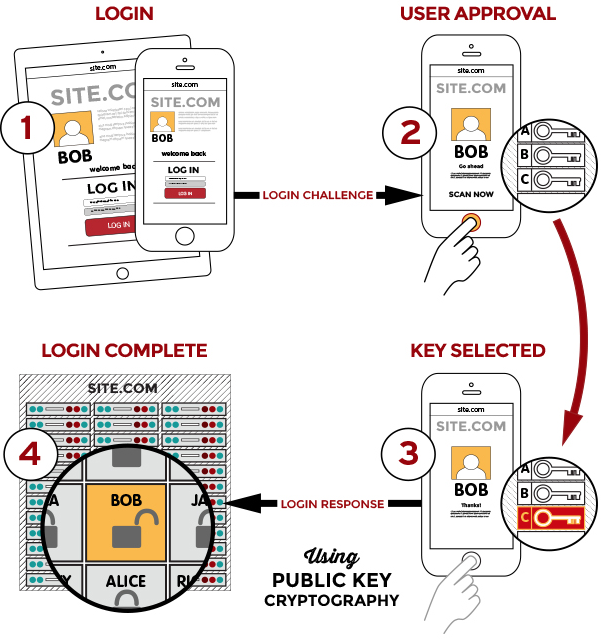 LOGIN
site.com
SITE.CO
BOB
welcome back
LOG IN
LOG IN
site.com
SITE.COM
BOB
welcome back
LOG IN
LOG IN
1
LOGIN CHALLENGE
USER APPROVAL
site.com
SITE.COM
BOB
Go ahead
SCAN NOW
2
A
B
C
KEY SELECTED
site.com
SITE.COM
BOB
Thanks!
3
A
B
C
LOGIN RESPONSE
LOGIN COMPLETE
SITE.COM
4
A
BOB
JA
Y
ALICE
RI
Using
PUBLIC KEY
CRYPTOGRAPHY